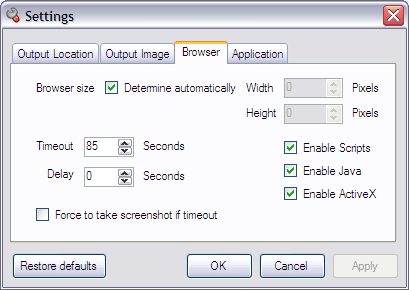 Settings
Output Location Output Image Browser Application
Browser size Detemine automatically Width 0 Pixels
Height 0 Pixels
Timeout 85 Seconds Enable Scripts
Delay 0 Seconds Enable Java
Enable ActiveX
Force to take screenshot if timeout
Restore defaults OK Cancel Apply